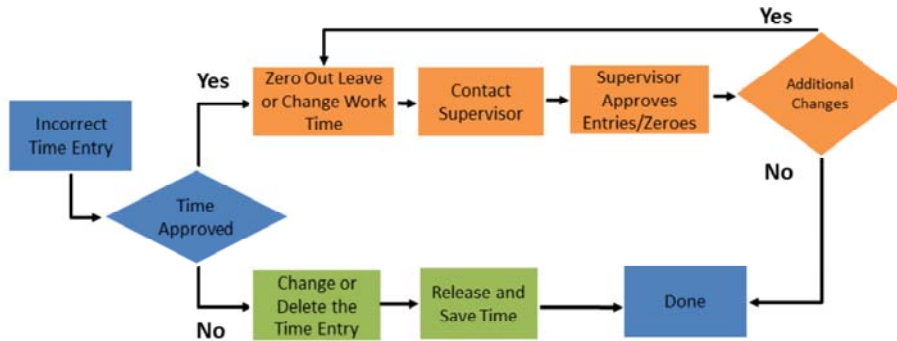 Yes
Yes
Zero Out Leave
or Change Work
Time
Contact
Supervisor
Supervisor
Approves
Entries/Zeroes
Additional
Changes
Incorrect
Time Entry
Time
Approved
No
No
Change or
Delete the
Time Entry
Release and
Save Time
Done